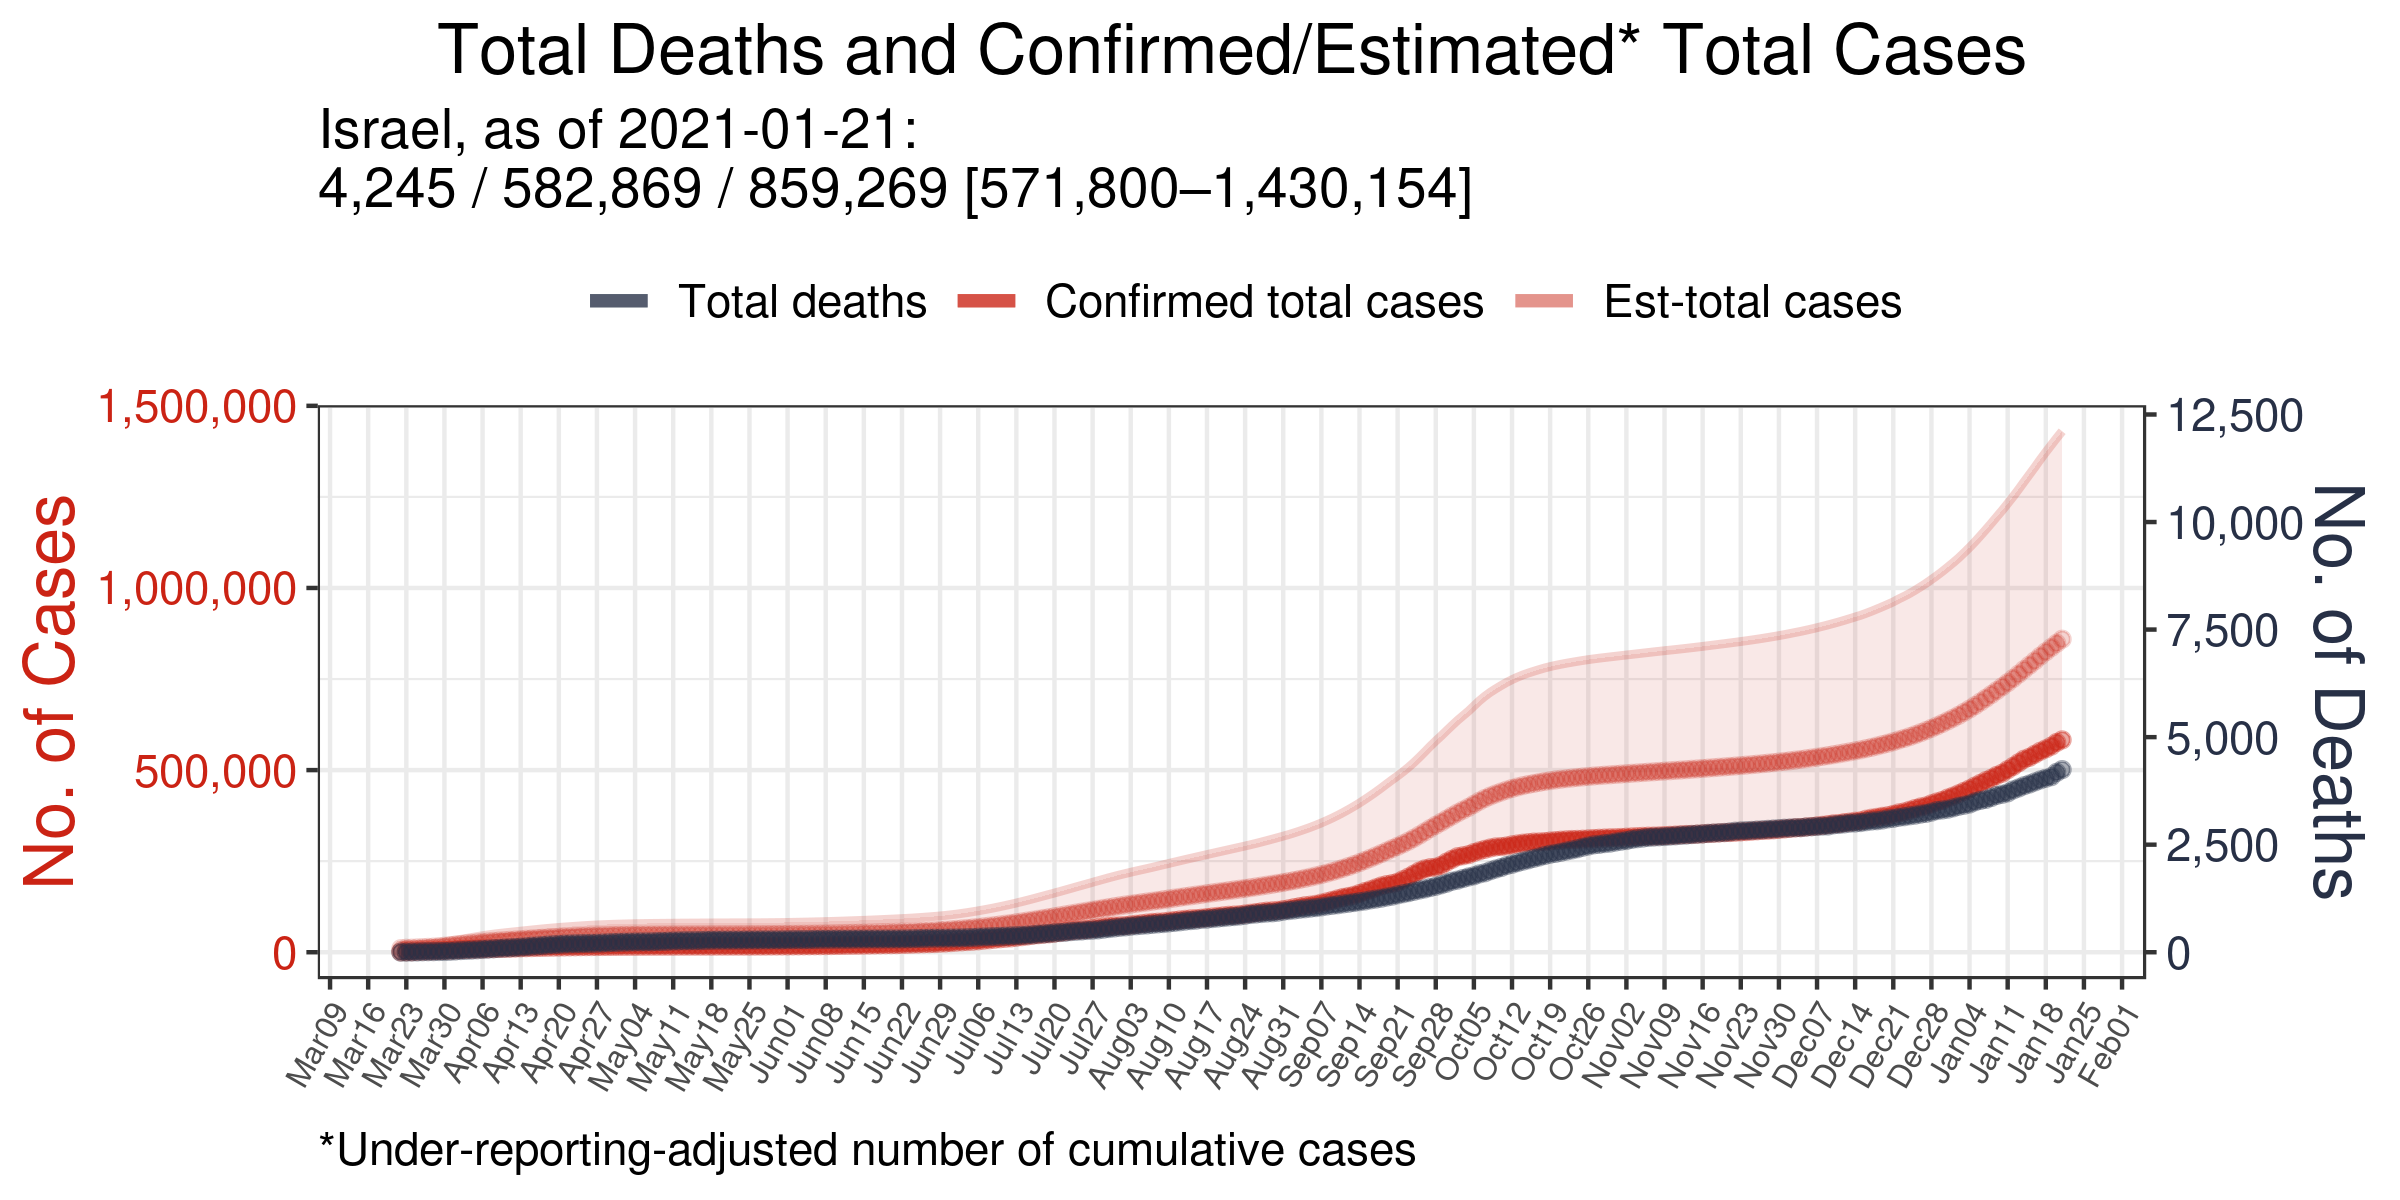 Total Deaths and Confirmed/Estimated* Total Cases
Israel, as of 2021-01-21:
4,245 / 582,869 / 859,269 [571,800–1,430,154]
Total deaths
Confirmed total cases
Est-total cases
No. of Cases
1,500,000
1,000,000
500,000
0
12,500
10,000
7,500
5,000
2,500
0
No. of Deaths
Mar09
Mar16
Mar23
Mar30
Apr06
Apr13
Apr20
Apr27
May04
May11
May18
May25
Jun01
Jun08
Jun15
Jun22
Jun29
Jul06
Jul13
Jul20
Jul27
Aug03
Aug10
Aug17
Aug24
Aug31
Sep07
Sep14
Sep21
Sep28
Oct05
Oct12
Oct19
Oct26
Nov02
Nov09
Nov16
Nov23
Nov30
Dec07
Dec14
Dec21
Dec28
Jan04
Jan11
Jan18
Jan25
Feb01
*Under-reporting-adjusted number of cumulative cases